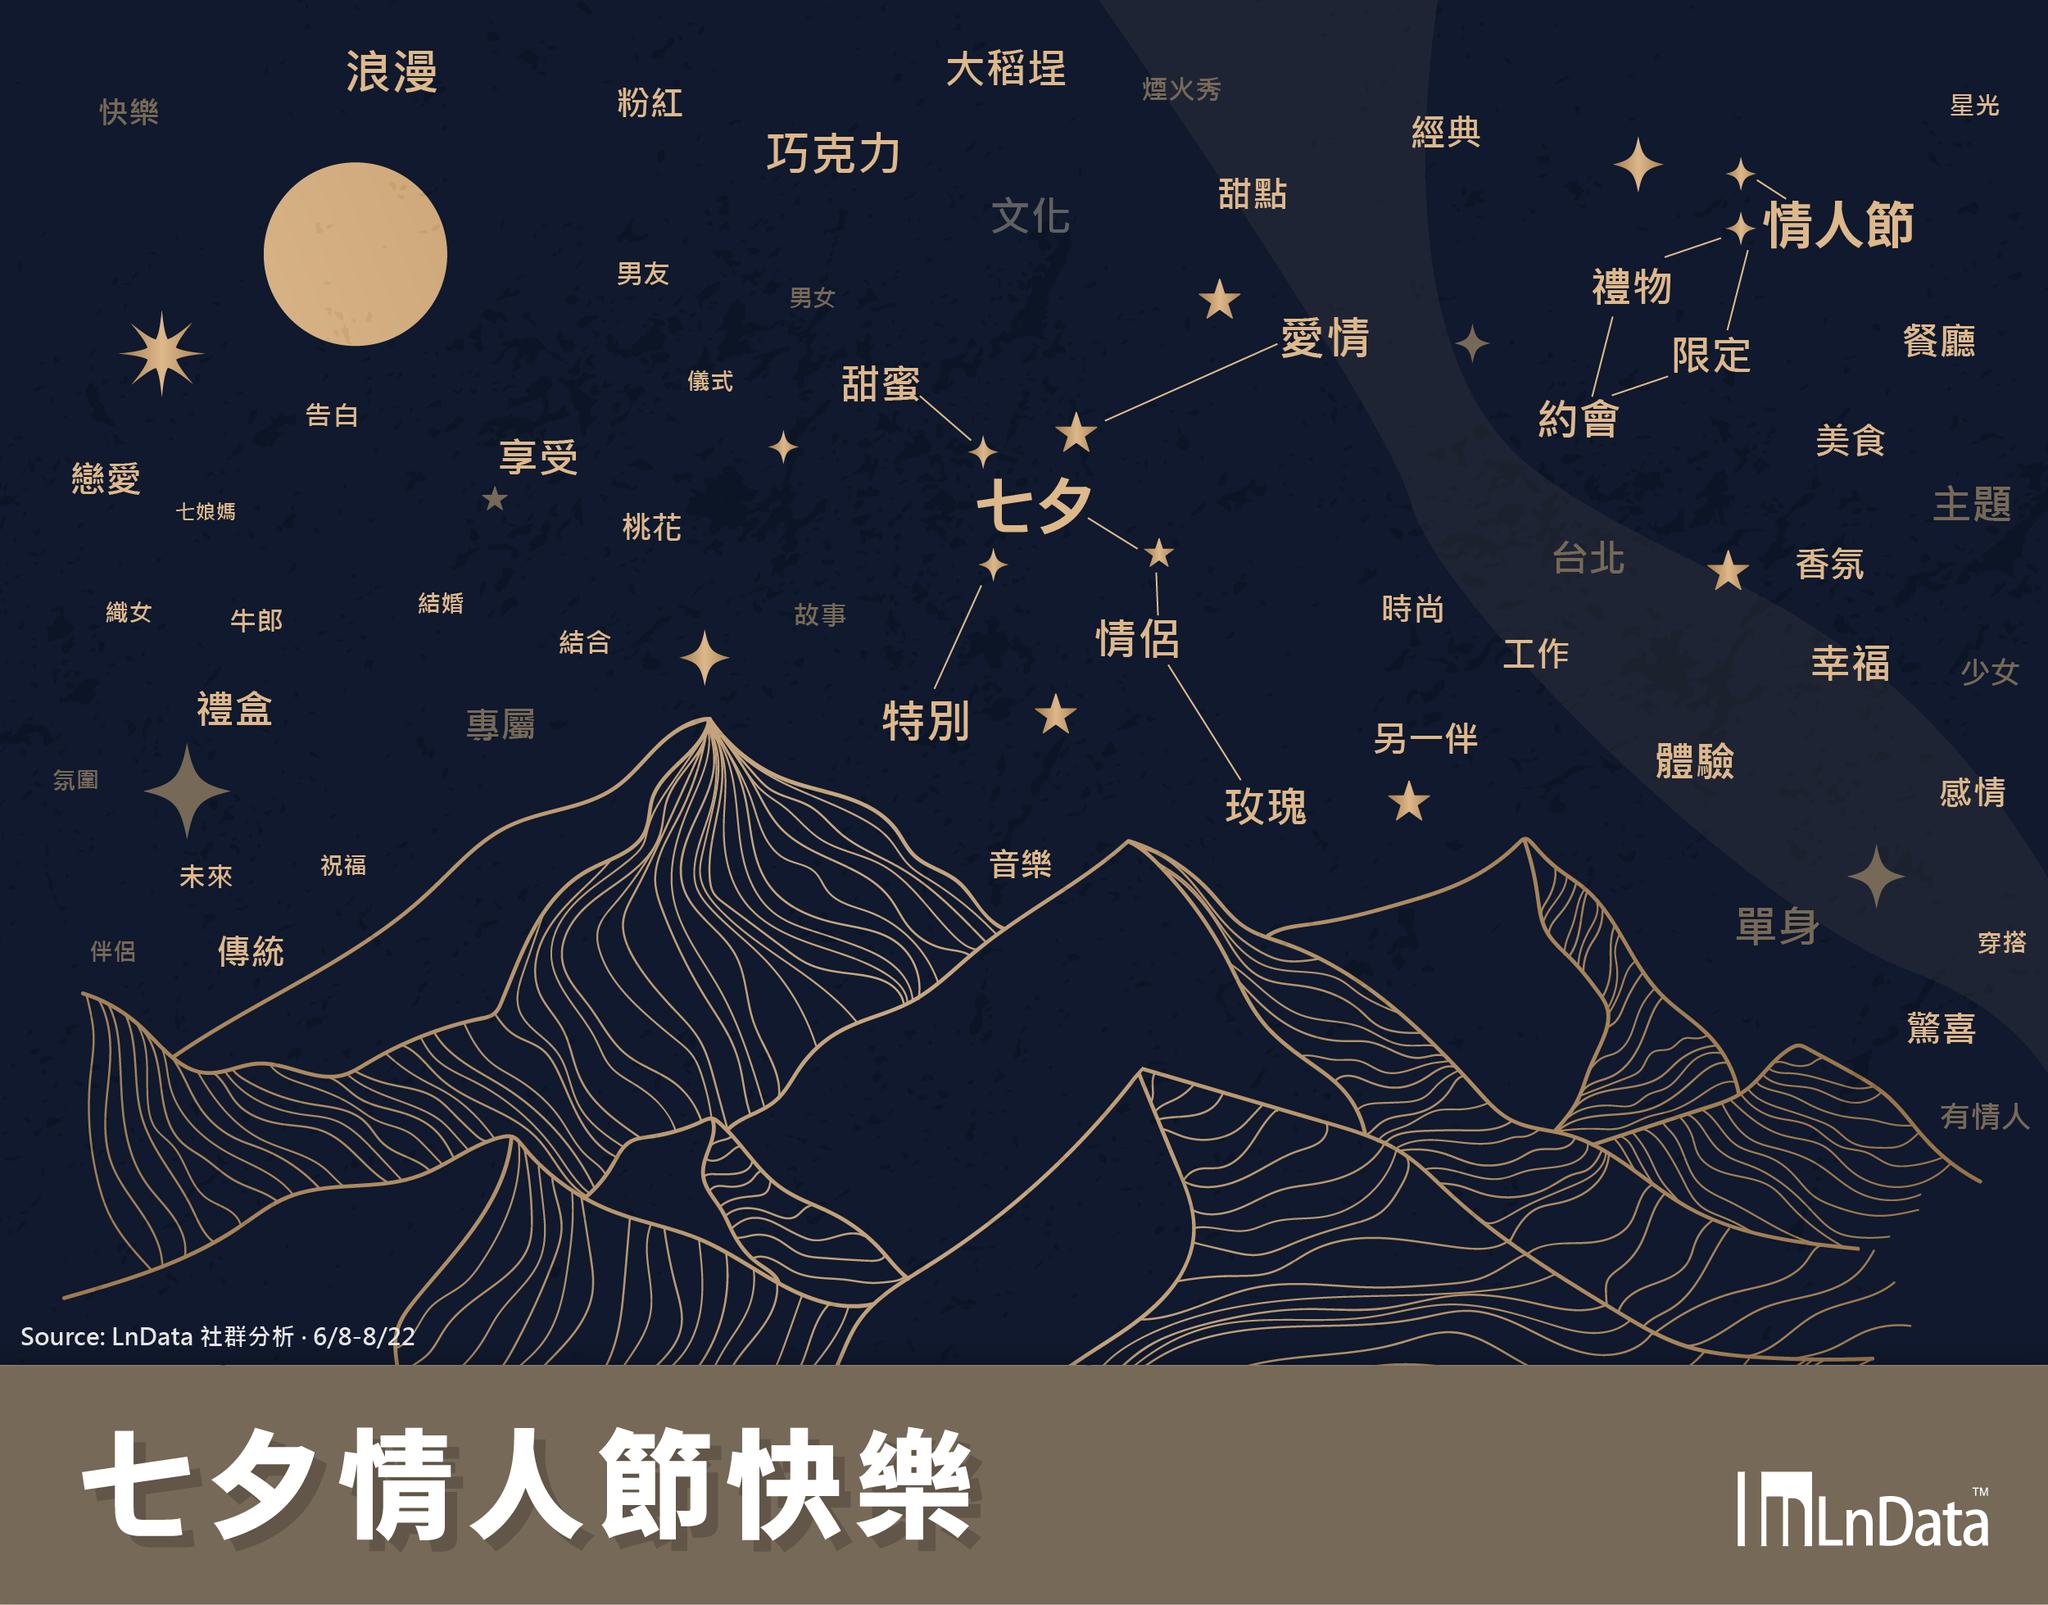 浪漫
大稻埕
煙火秀
快樂
粉紅
星光
經典
巧克力
甜點
文化
情人節
男友
禮物
男女
愛情
餐廳
限定
儀式
甜蜜
告白
約會
美食
享受
戀愛
七娘媽
七夕
主題
桃花
台北
香氛
織女
牛郎
結婚
故事
時尚
結合
情侶
工作
幸福
少女
禮盒
專屬
特別
另一伴
體驗
氛圍
感情
玫瑰
未來
祝福
音樂
單身
伴侶
傳統
穿搭
驚喜
有情人
Source: LnData 社群分析 · 6/8-8/22
七夕情人節快樂
LnData™